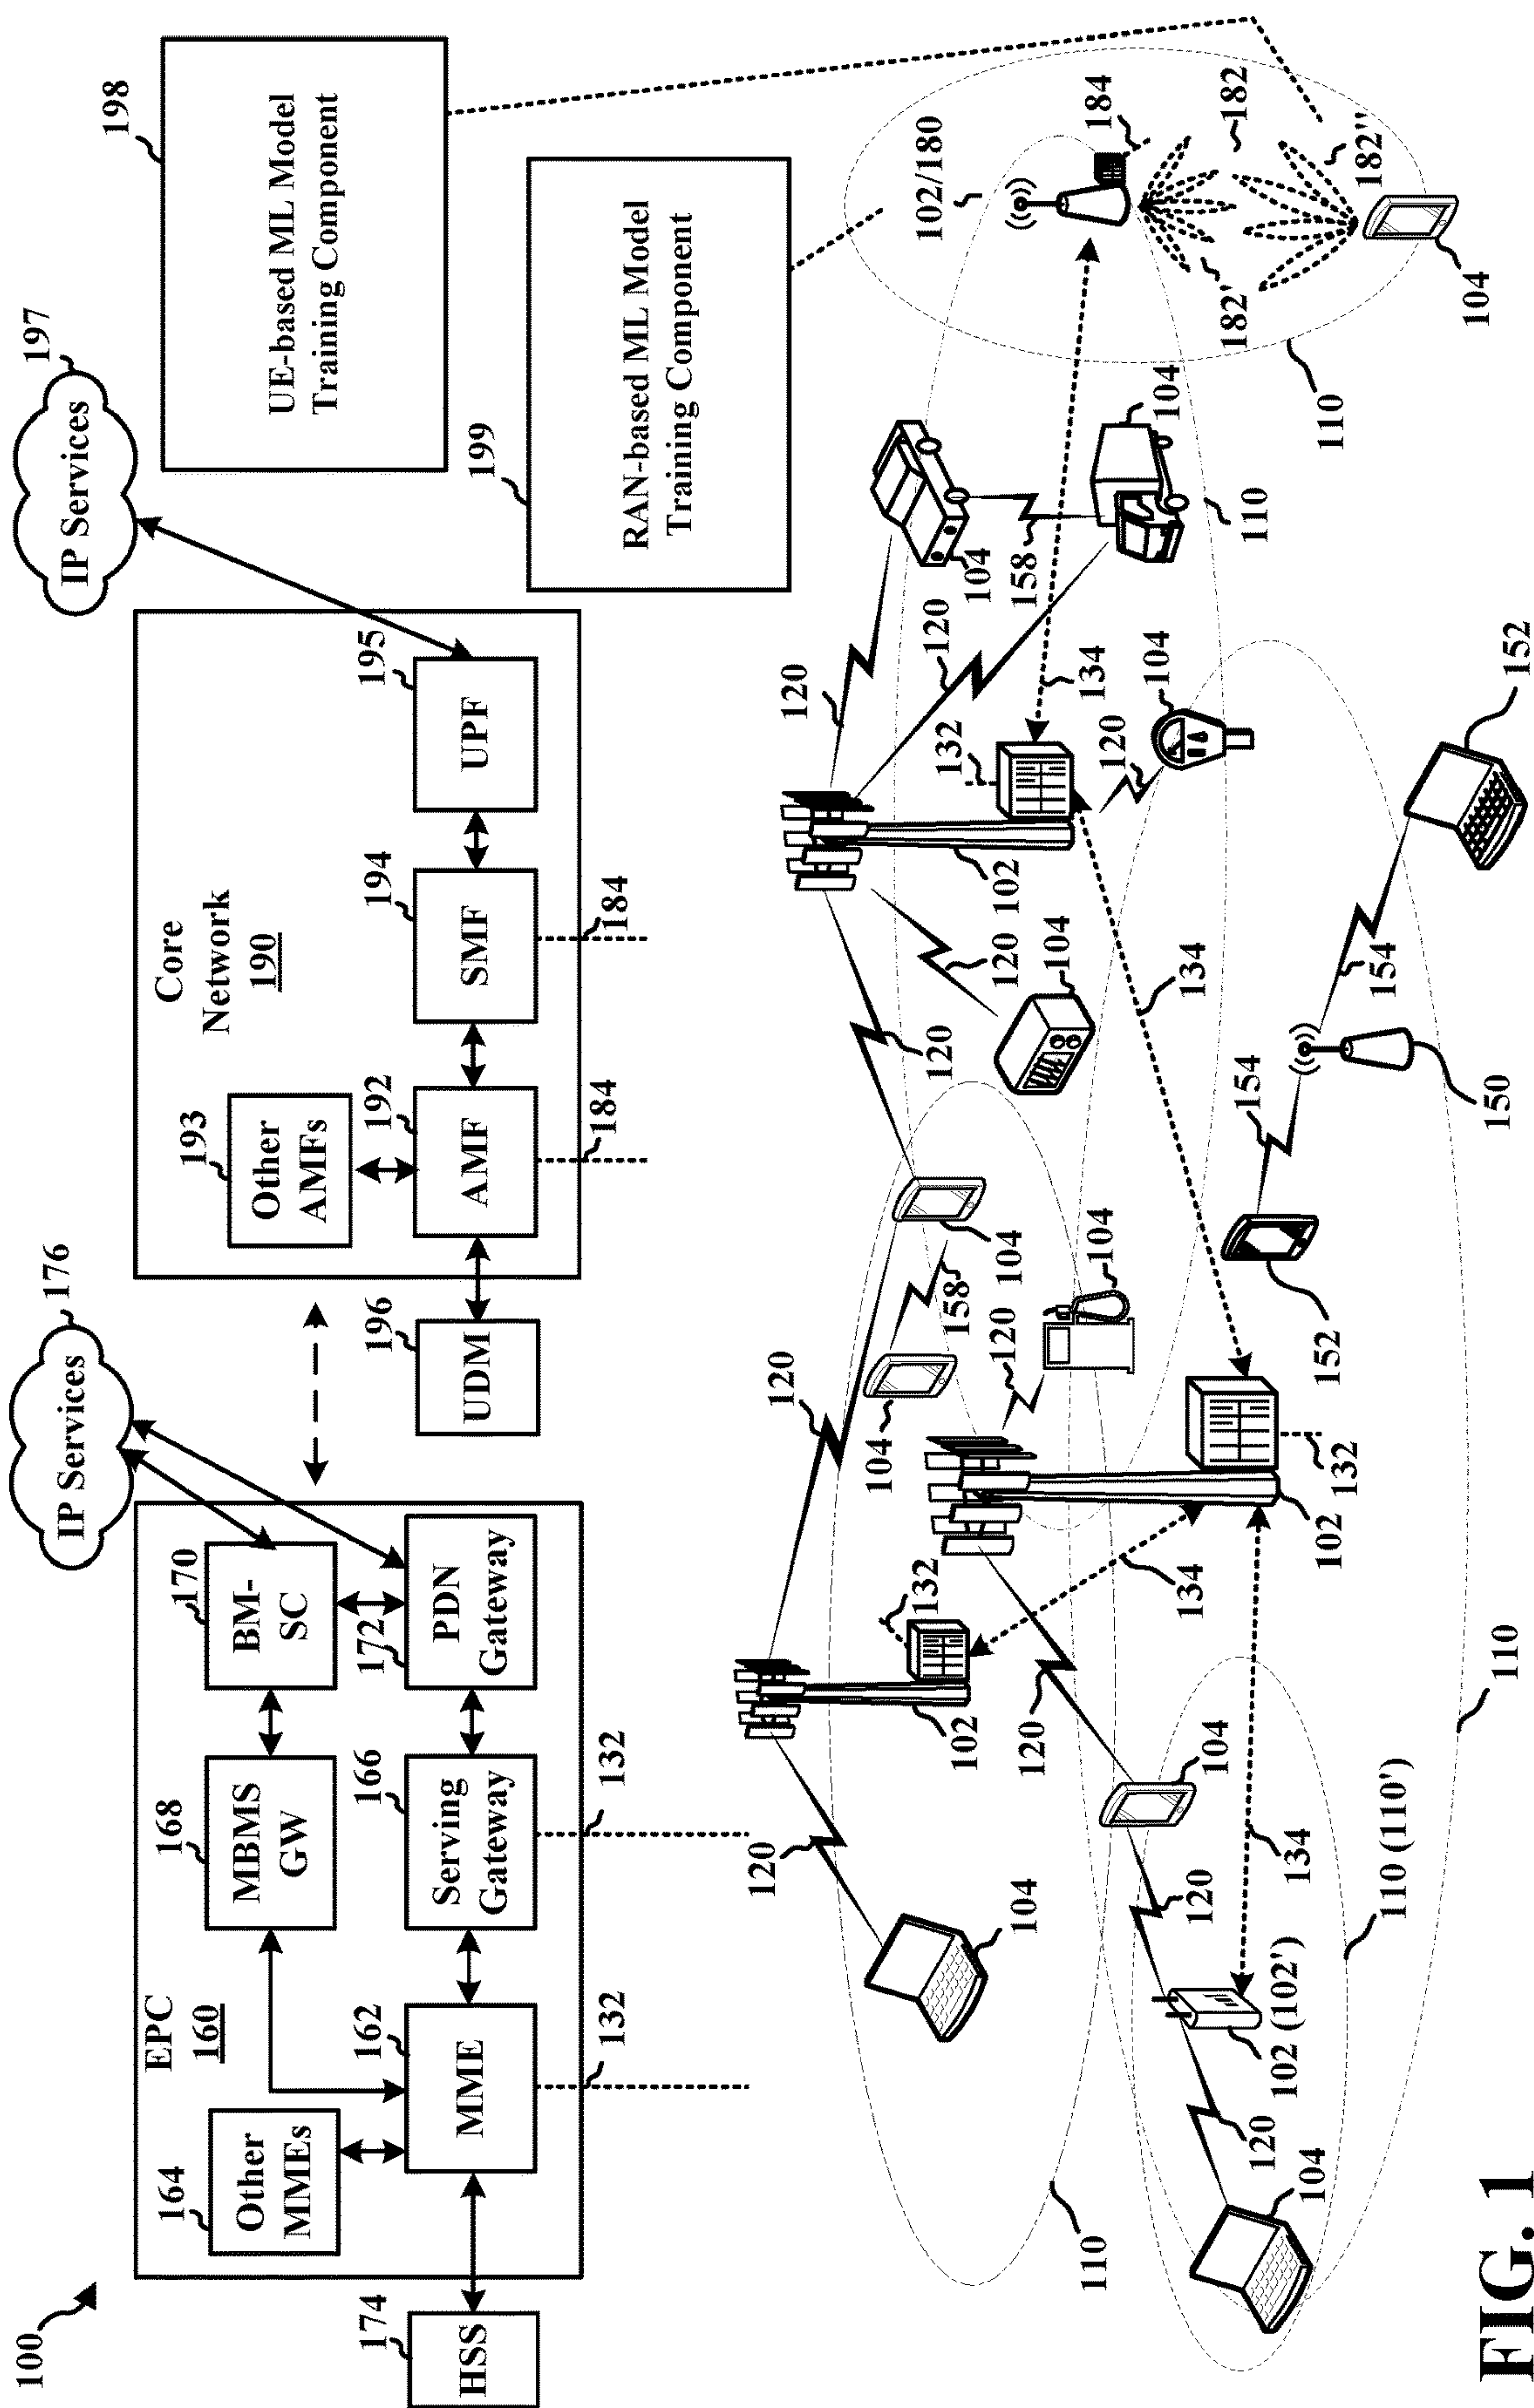 100
174
HSS
164
Other
MMEs
EPC
160
162
MME
132
168
MBMS
GW
166
Serving
Gateway
132
170
BM-
SC
172
PDN
Gateway
176
IP Services
196
UDM
193
Other
AMFs
192
AMF
184
Core
Network
190
194
SMF
184
195
UPF
197
IP Services
198
UE-based ML Model
Training Component
199
RAN-based ML Model
Training Component
120
104
110
102
132
120
120
104
158
104
120
104
134
102
132
120
104
120
102 (102')
120
104
134
110 (110')
110
120
120
104
102
132
134
120
104
120
120
104
158
104
134
110
152
154
150
154
152
102/180
184
182
182'
182"
104
110
FIG. 1